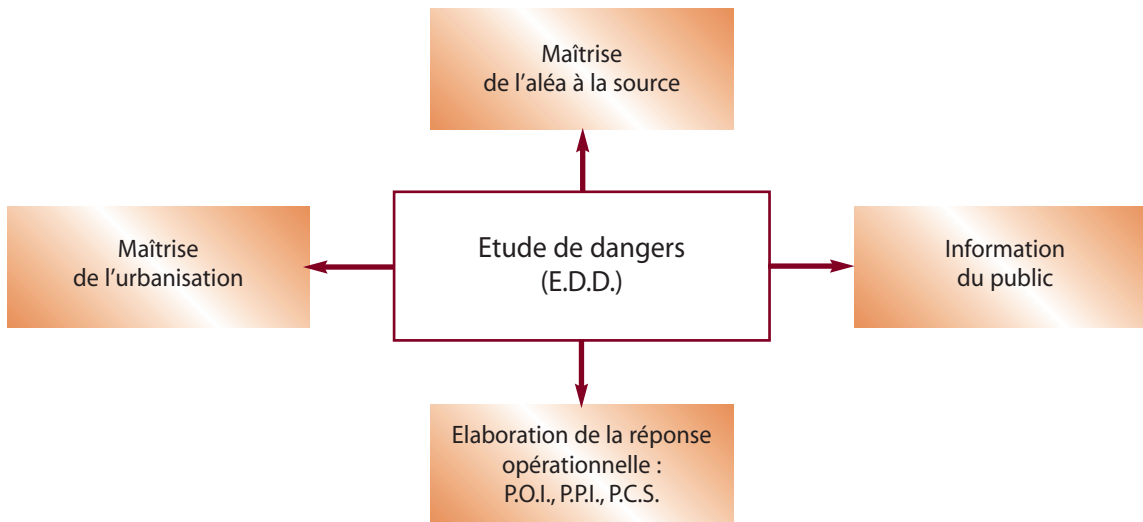 Maîtrise
de l'aléa à la source
Maîtrise
de l'urbanisation
Etude de dangers
(E.D.D.)
Information
du public
Elaboration de la réponse
opérationnelle :
P.O.I., P.P.I., P.C.S.